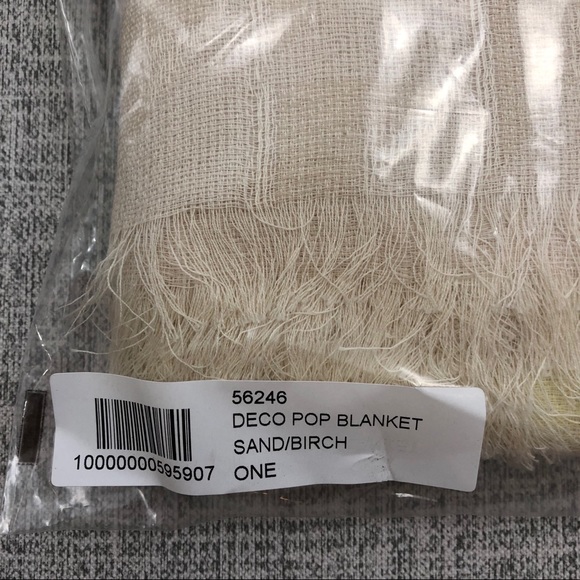 56246
DECO POP BLANKET
SAND/BIRCH
10000000595907
ONE